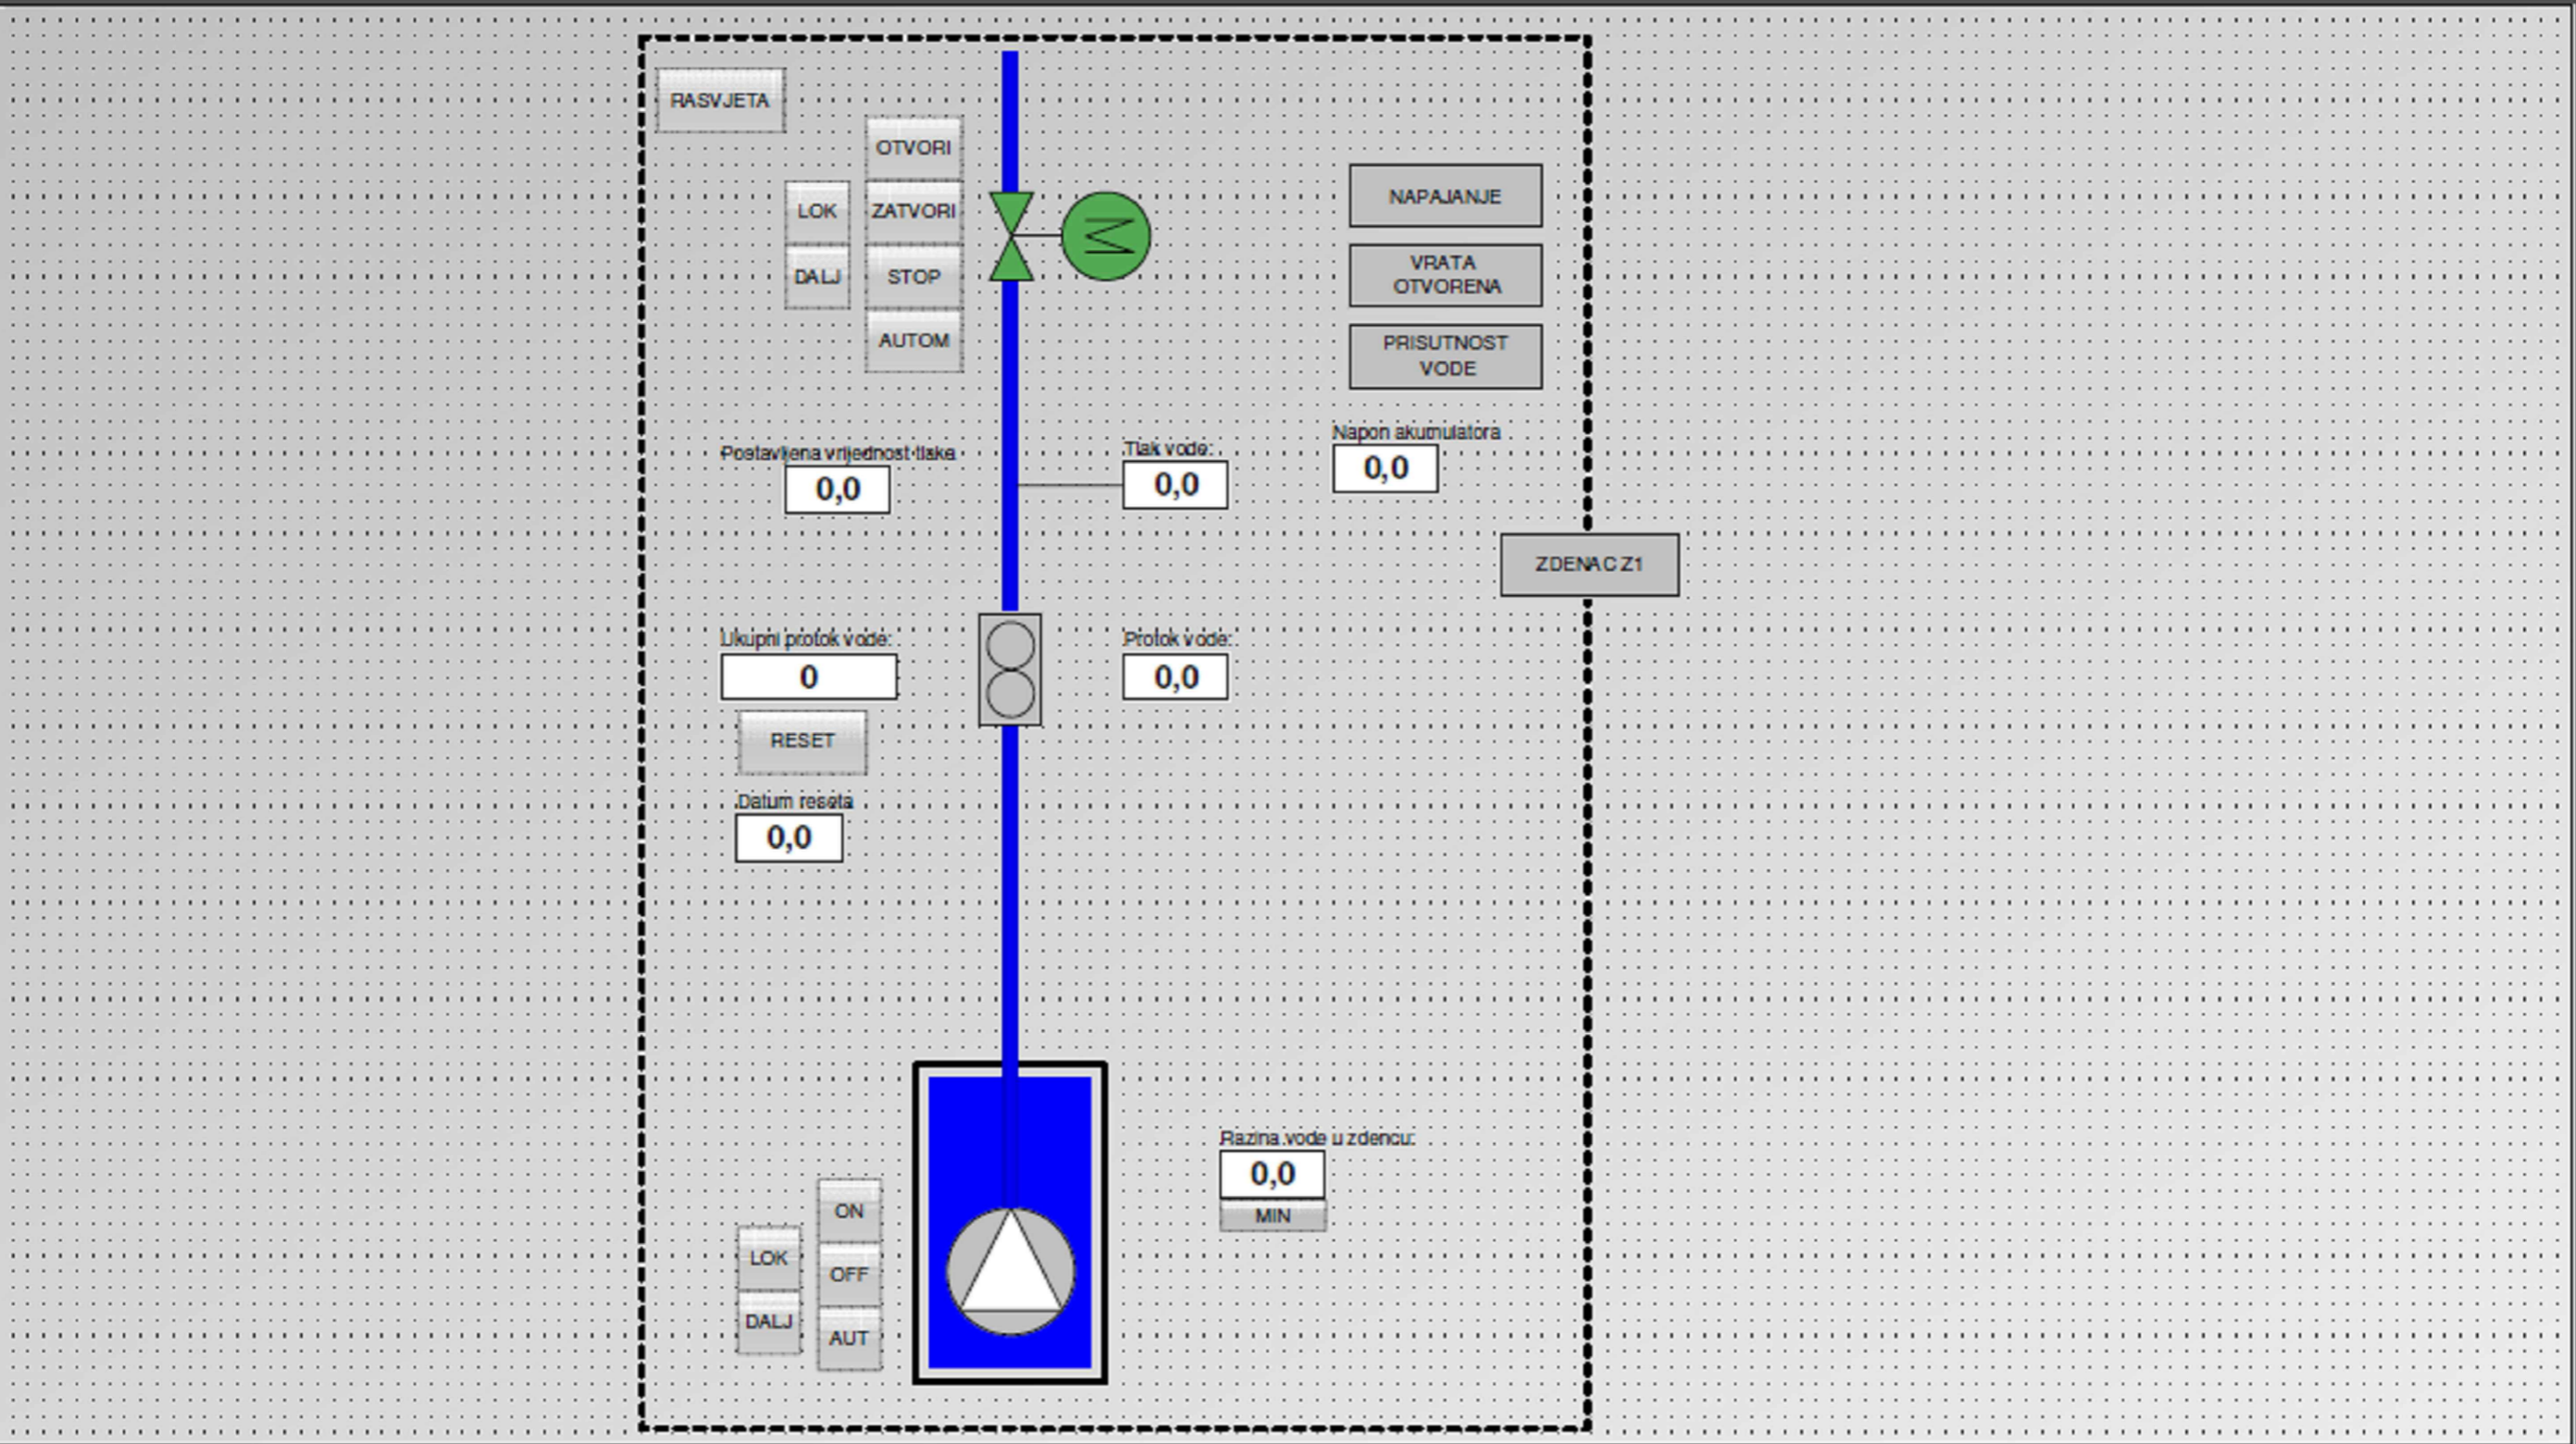 RASVJETA
OTVORI
LOK
ZATVORI
DALJ
STOP
AUTOM
M
NAPAJANJE
VRATA
OTVORENA
PRISUTNOST
VODE
Postavljena vrijednost tlaka
0,0
Tlak vode:
0,0
Napon akumulatora
0,0
ZDENAC Z1
Ukupni protok vode:
0
Protok vode:
0,0
RESET
Datum reseta
0,0
Razina vode u zdencu:
0,0
MIN
ON
LOK
OFF
DALJ
AUT